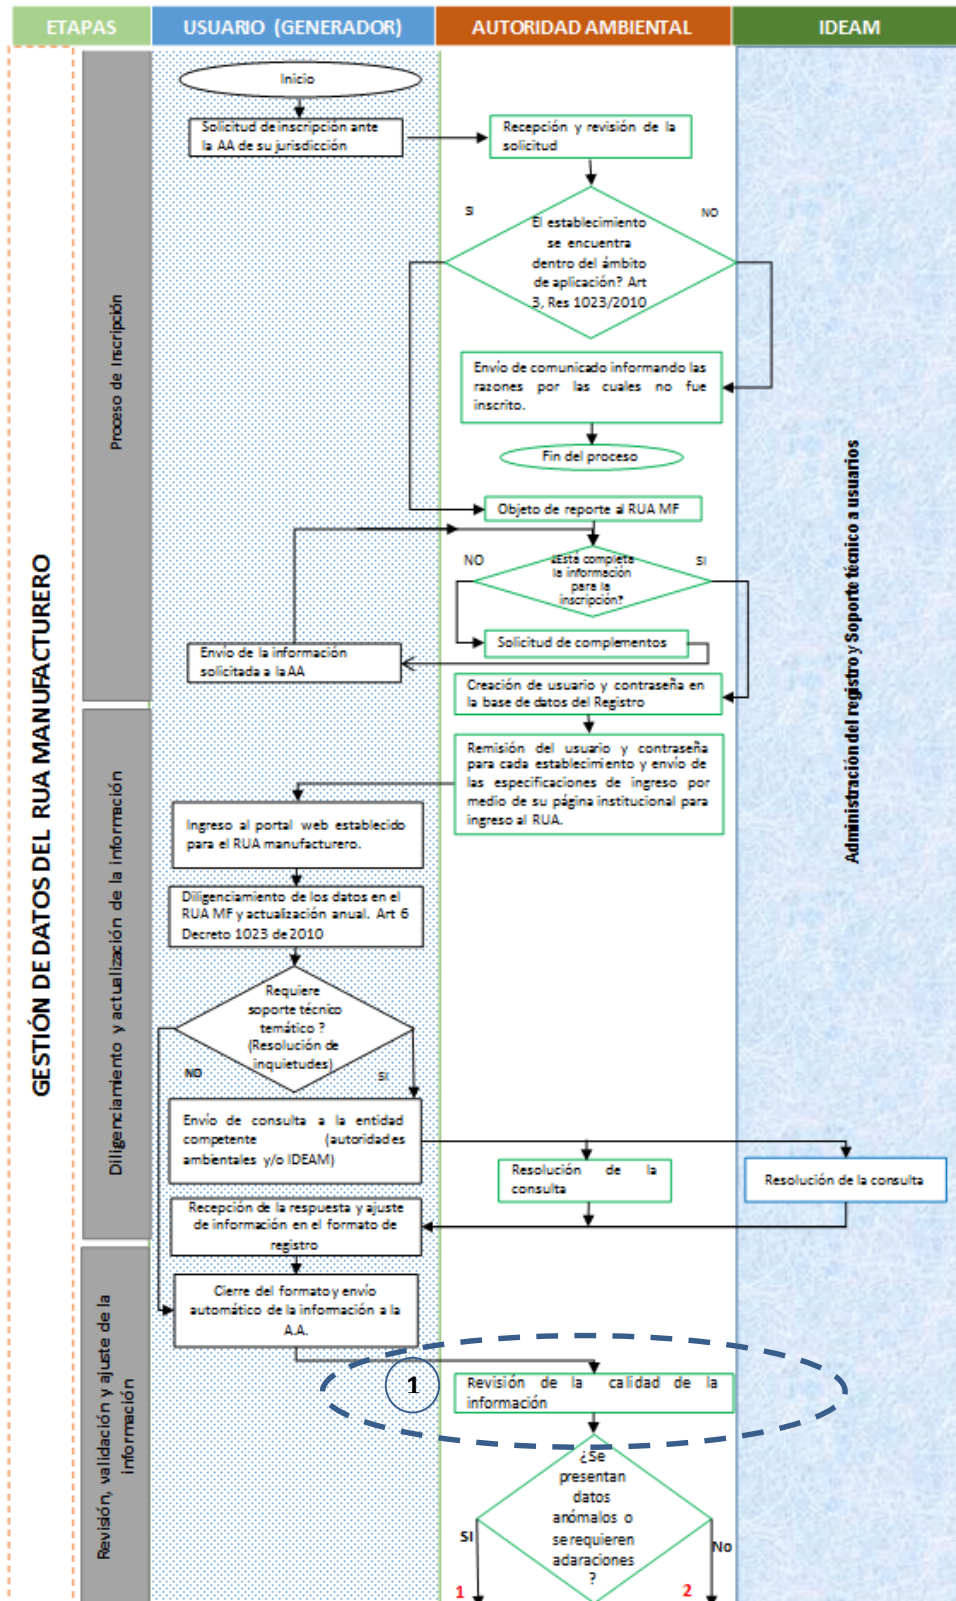 ETAPAS
USUARIO (GENERADOR)
AUTORIDAD AMBIENTAL
IDEAM
GESTIÓN DE DATOS DEL RUA MANUFACTURERO
Proceso de Inscripción
Inicio
Solicitud de inscripción ante
la AA de su jurisdicción
Recepción y revisión de la
solicitud
SI
NO
El establecimiento
se encuentra
dentro del ámbito
de aplicación? Art
3, Res 1023/2010
Envío de comunicado informando las
razones por las cuales no fue
inscrito.
Fin del proceso
Objeto de reporte al RUA MF
NO
SI
¿Está completa
la información
para la
inscripción?
Solicitud de complementos
Envío de la información
solicitada a la AA
Creación de usuario y contraseña en
la base de datos del Registro
Administración del registro y Soporte técnico a usuarios
Diligenciamiento y actualización de la información
Remisión del usuario y contraseña
para cada establecimiento y envío de
las especificaciones de ingreso por
medio de su página institucional para
ingreso al RUA.
Ingreso al portal web establecido
para el RUA manufacturero.
Diligenciamiento de los datos en el
RUA MF y actualización anual. Art 6
Decreto 1023 de 2010
Requiere
soporte técnico
temático ?
(Resolución de
inquietudes)
NO
SI
Envío de consulta a la entidad
competente (autoridades
ambientales y/o IDEAM)
Resolución de la
consulta
Resolución de la consulta
Recepción de la respuesta y ajuste
de información en el formato de
registro
Revisión, validación y ajuste de la
información
Cierre del formato y envío
automático de la información a la
A.A.
1
Revisión de la calidad de la
información
¿Se
presentan
datos
anómalos o
se requieren
adaraciones
?
SI
No
1
2